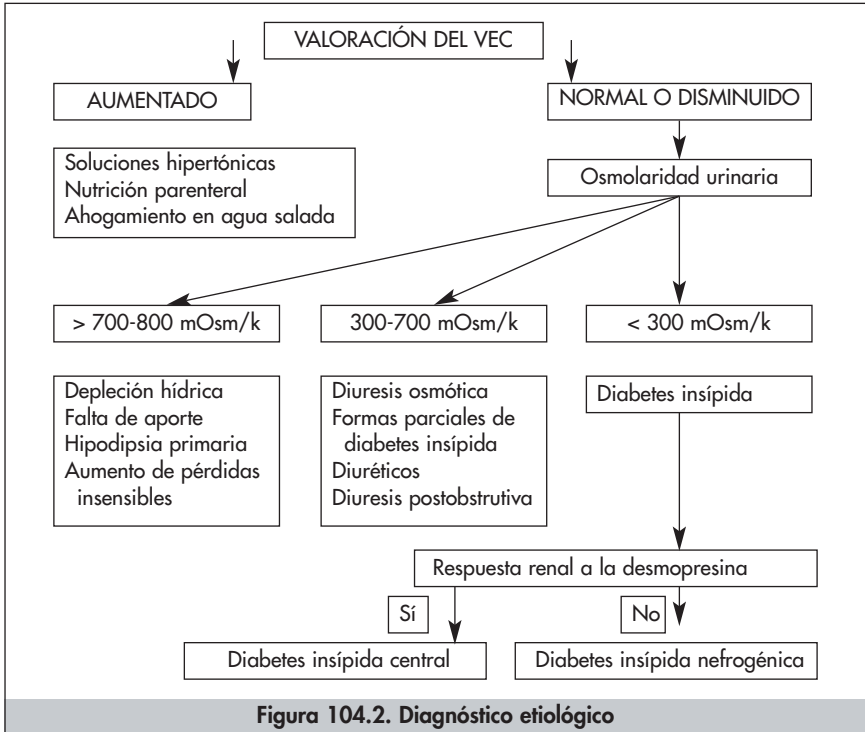 VALORACIÓN DEL VEC
AUMENTADO
NORMAL O DISMINUIDO
Soluciones hipertónicas
Nutrición parenteral
Ahogamiento en agua salada
Osmolaridad urinaria
> 700-800 mOsm/k
300-700 mOsm/k
< 300 mOsm/k
Depleción hídrica
Falta de aporte
Hipodipsia primaria
Aumento de pérdidas
insensibles
Diuresis osmótica
Formas parciales de
diabetes insípida
Diuréticos
Diuresis postobstrutiva
Diabetes insípida
Respuesta renal a la desmopresina
Sí
No
Diabetes insípida central
Diabetes insípida nefrogénica
Figura 104.2. Diagnóstico etiológico